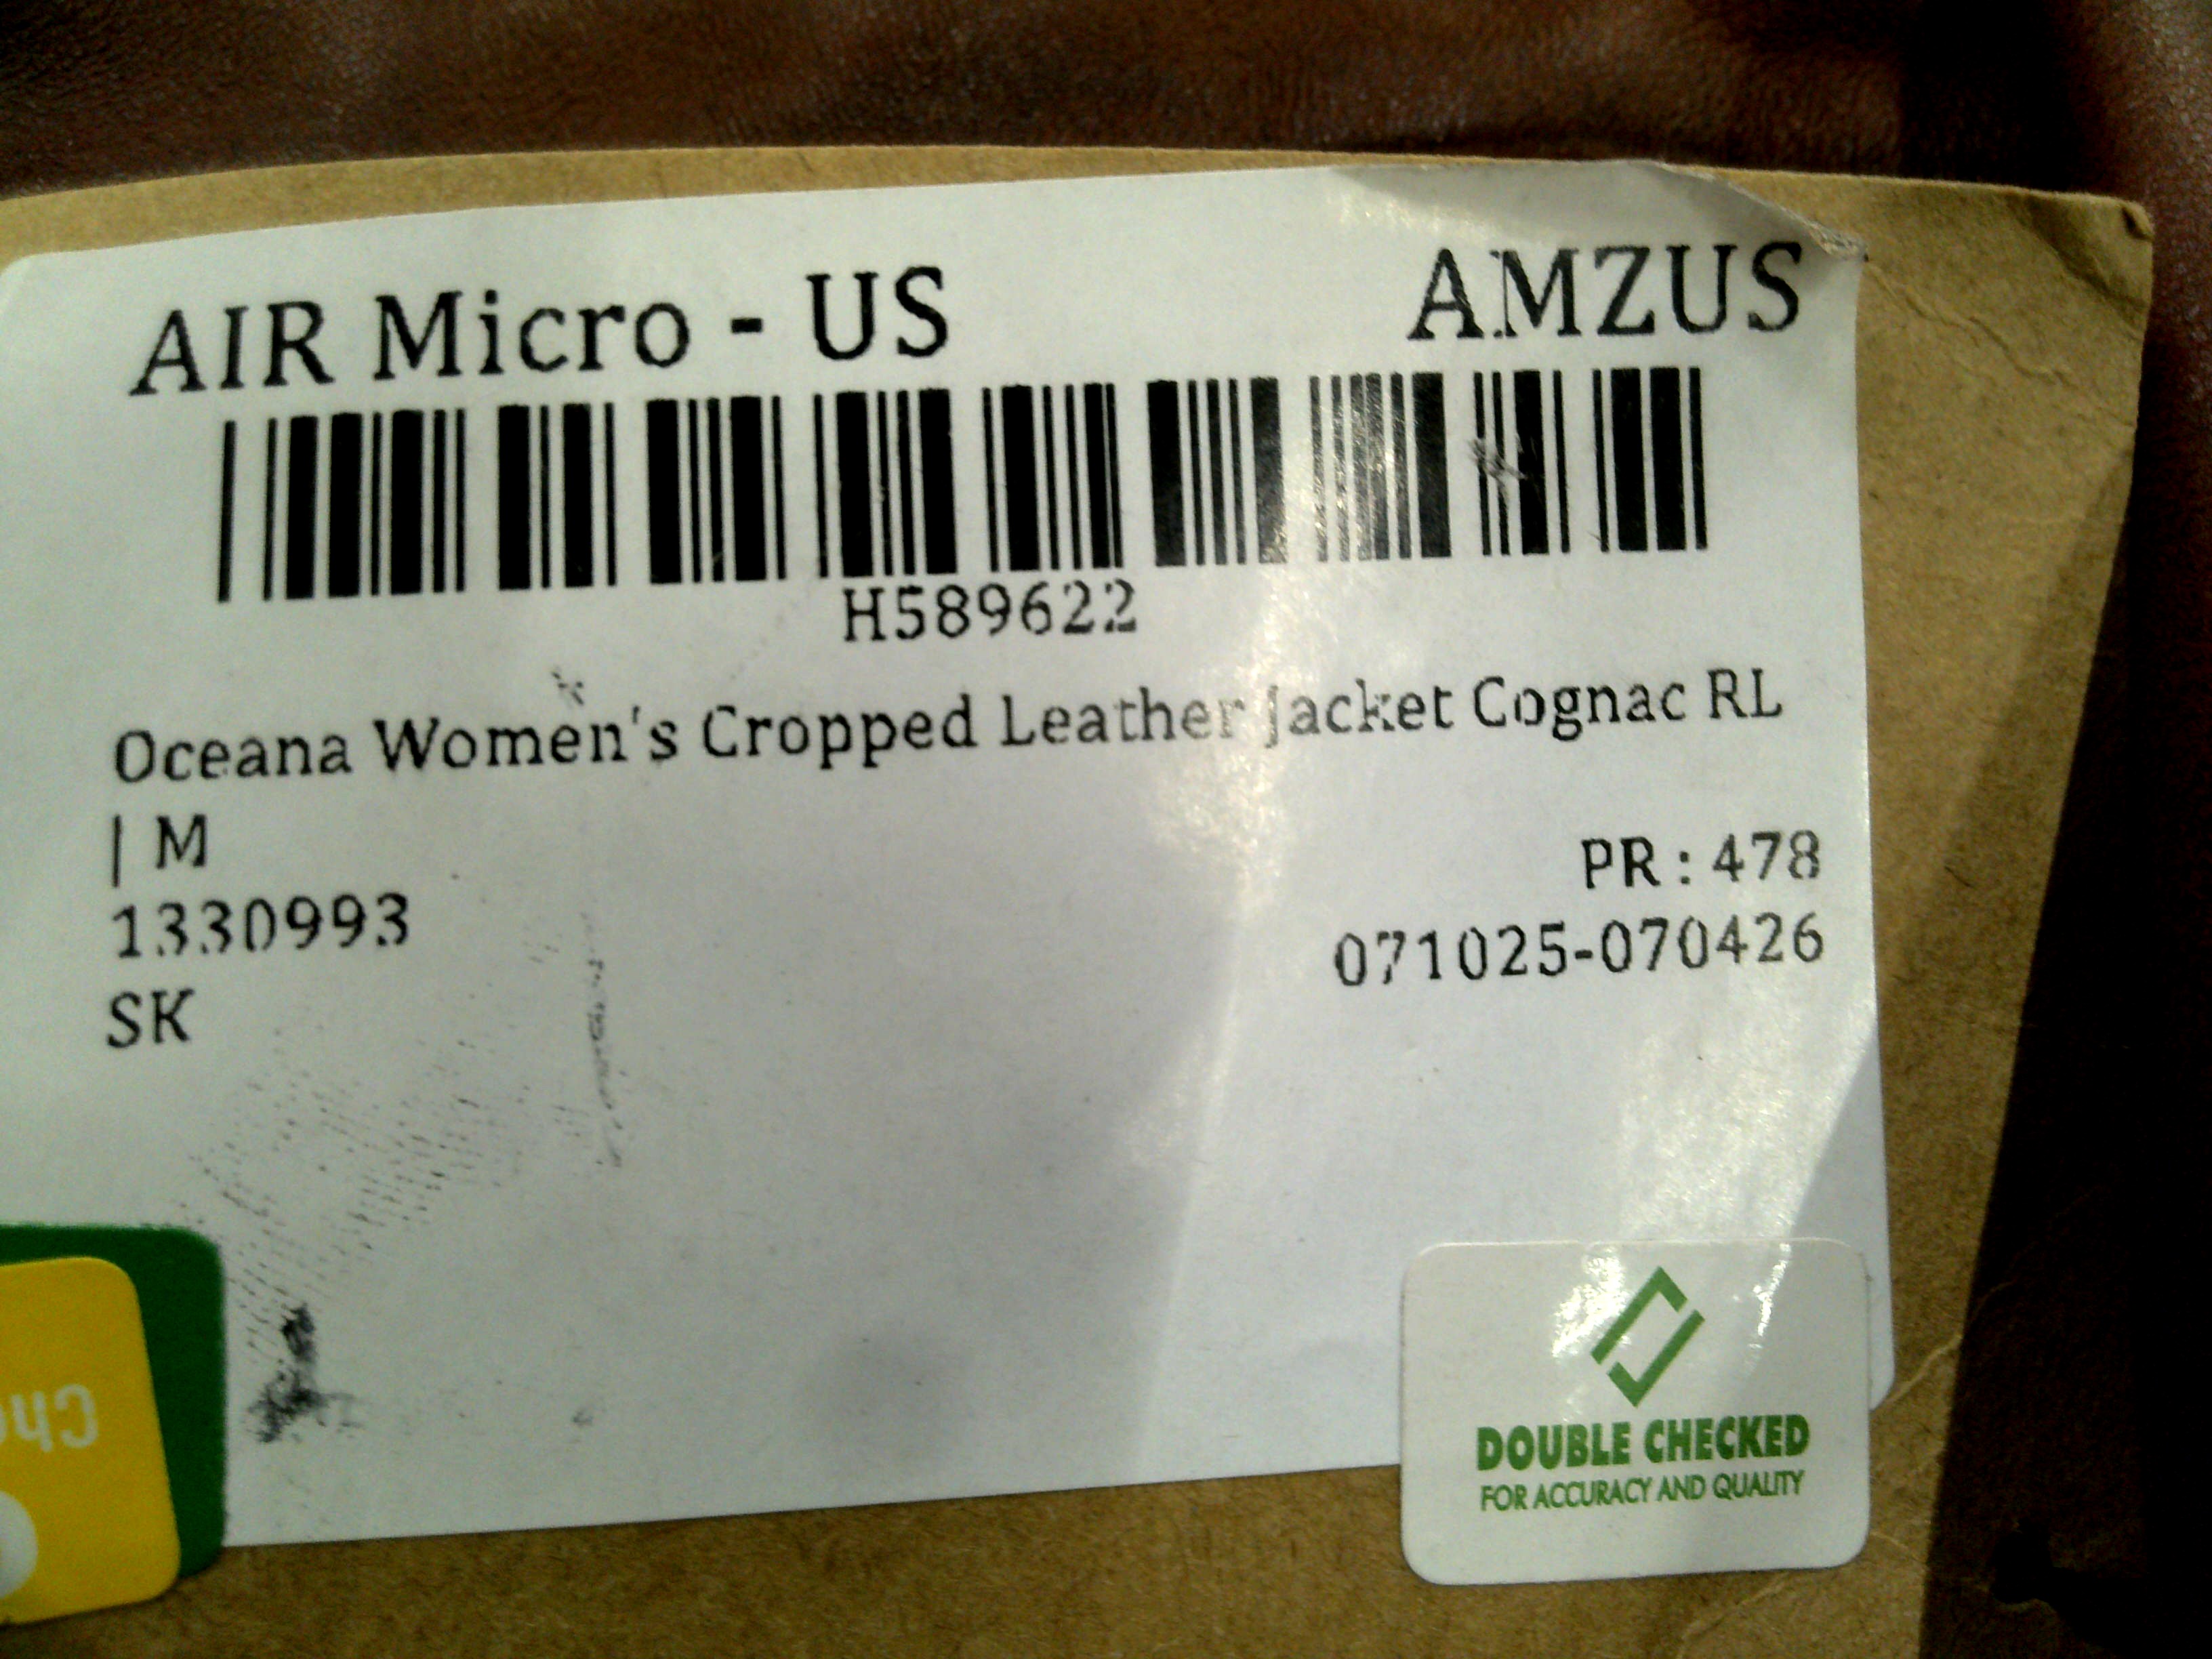 AIR Micro - US AMZUS
H589622
Oceana Women's Cropped Leather Jacket Cognac RL
| M
PR : 478
1330993 071025-070426
SK
DOUBLE CHECKED
FOR ACCURACY AND QUALITY